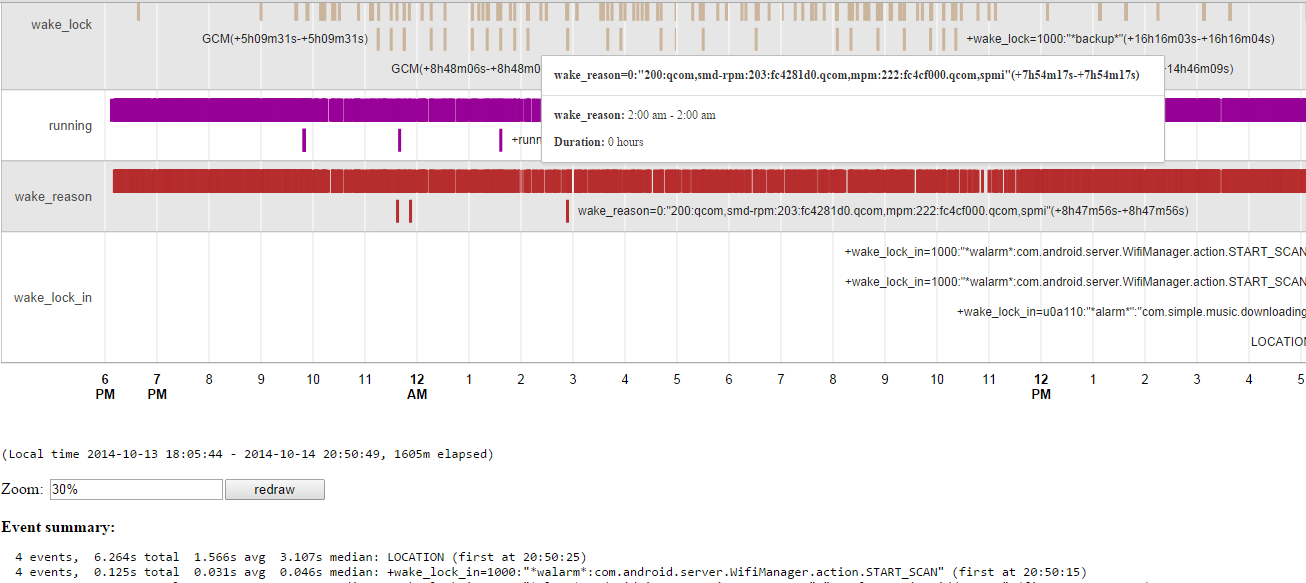 wake_lock
GCM(+5h09m31s-+5h09m31s)
+wake_lock=1000:"*backup*"(+16h16m03s-+16h16m04s)
GCM(+8h48m06s-+8h48m0
14h46m09s)
wake_reason=0:"200:qcom,smd-rpm:203:fc4281d0.qcom,mpm:222:fc4cf000.qcom,spmi"(+7h54m17s-+7h54m17s)
wake_reason: 2:00 am - 2:00 am
Duration: 0 hours
running
+runn
wake_reason
wake_reason=0:"200:qcom,smd-rpm:203:fc4281d0.qcom,mpm:222:fc4cf000.qcom,spmi"(+8h47m56s-+8h47m56s)
wake_lock_in
+wake_lock_in=1000:"*walarm*:com.android.server.WifiManager.action.START_SCAN
+wake_lock_in=1000:"*walarm*:com.android.server.WifiManager.action.START_SCAN
+wake_lock_in=u0a110:"*alarm*":"com.simple.music.downloading
LOCATION
6 7 8 9 10 11 12 1 2 3 4 5 6 7 8 9 10 11 12 1 2 3 4 5
PM PM AM PM
(Local time 2014-10-13 18:05:44 - 2014-10-14 20:50:49, 1605m elapsed)
Zoom: 30% redraw
Event summary:
4 events, 6.264s total 1.566s avg 3.107s median: LOCATION (first at 20:50:25)
4 events, 0.125s total 0.031s avg 0.046s median: +wake_lock_in=1000:"*walarm*:com.android.server.WifiManager.action.START_SCAN" (first at 20:50:15)